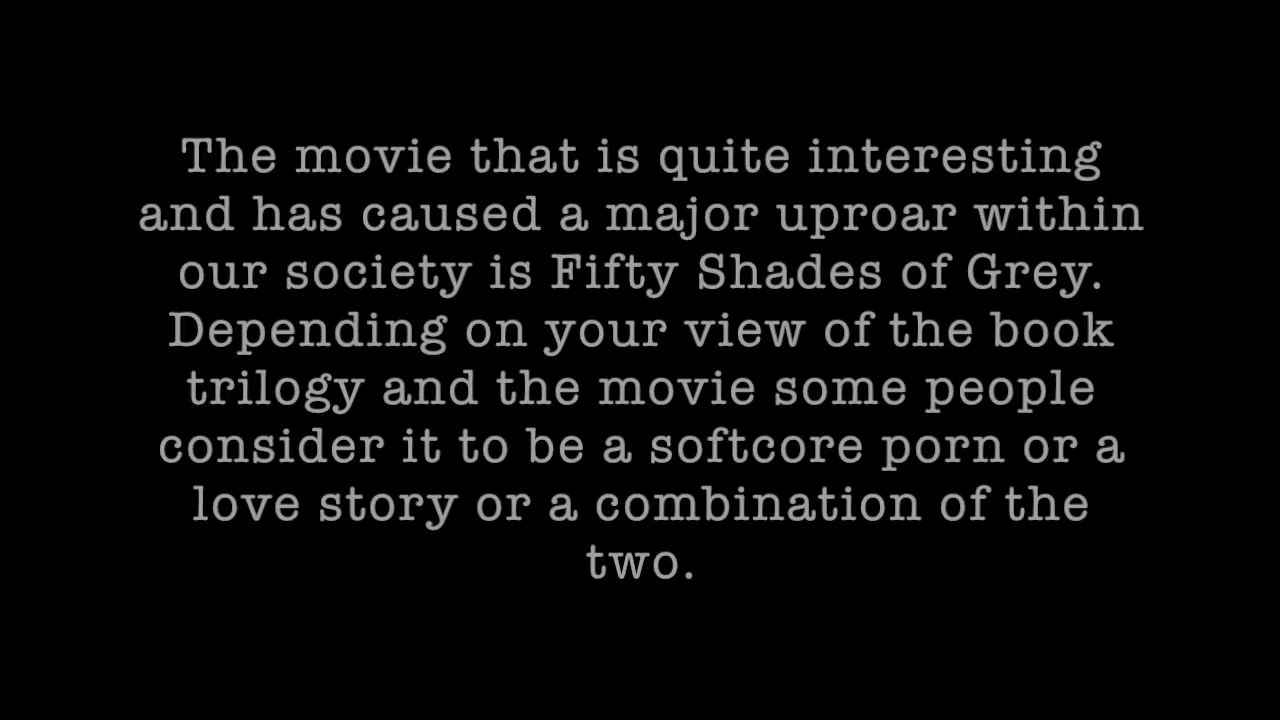 The movie that is quite interesting
and has caused a major uproar within
our society is Fifty Shades of Grey.
Depending on your view of the book
trilogy and the movie some people
consider it to be a softcore porn or a
love story or a combination of the
two.